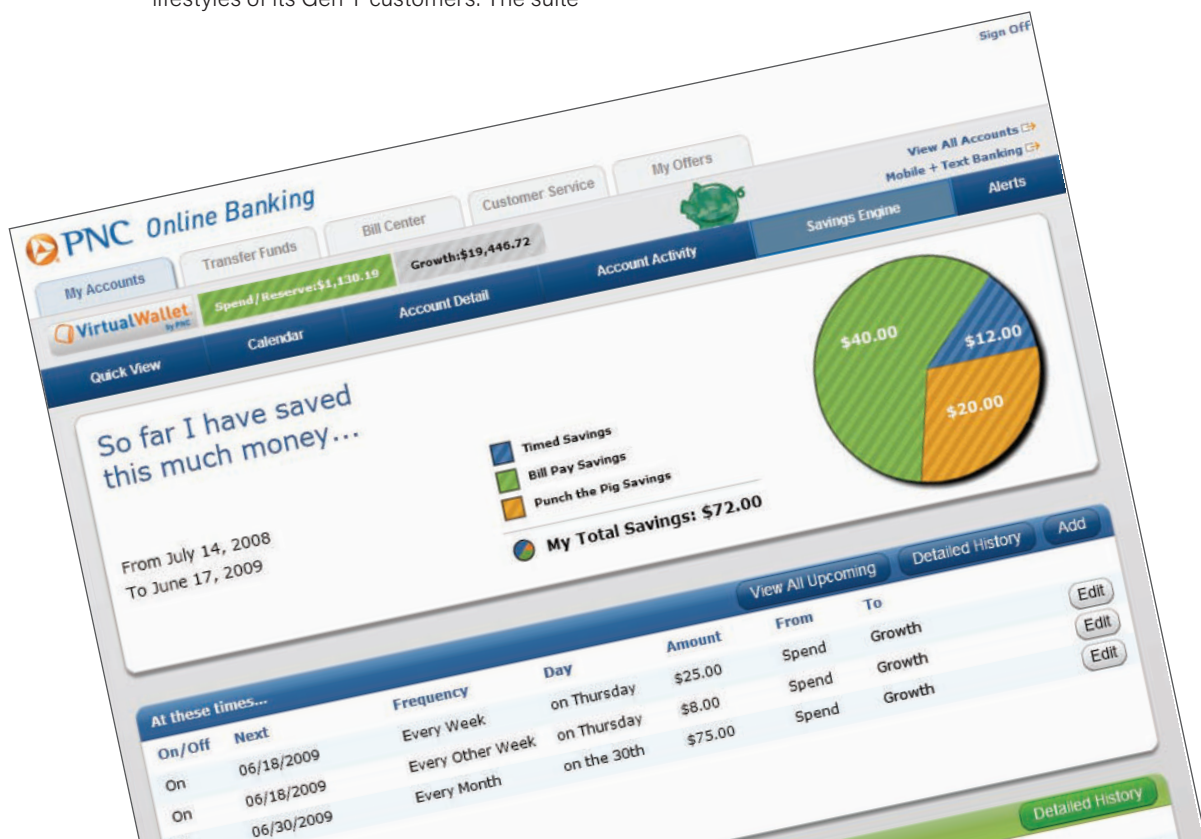 lifestyles of its Gen Y customers. The suite
Sign Off
PNC Online Banking
View All Accounts
Mobile + Text Banking
My Accounts
Transfer Funds
Bill Center
Customer Service
My Offers
VirtualWallet
by PNC
Spend/Reserve:$1,130.19
Growth:$19,446.72
Quick View
Calendar
Account Detail
Account Activity
Savings Engine
Alerts
So far I have saved
this much money...
From July 14, 2008
To June 17, 2009
Timed Savings
Bill Pay Savings
Punch the Pig Savings
My Total Savings: $72.00
$40.00
$12.00
$20.00
View All Upcoming
Detailed History
Add
At these times...
On/Off Next Frequency Day Amount From To
On 06/18/2009 Every Week on Thursday $25.00 Spend Growth Edit
On 06/18/2009 Every Other Week on Thursday $8.00 Spend Growth Edit
06/30/2009 Every Month on the 30th $75.00 Spend Growth Edit
Detailed History